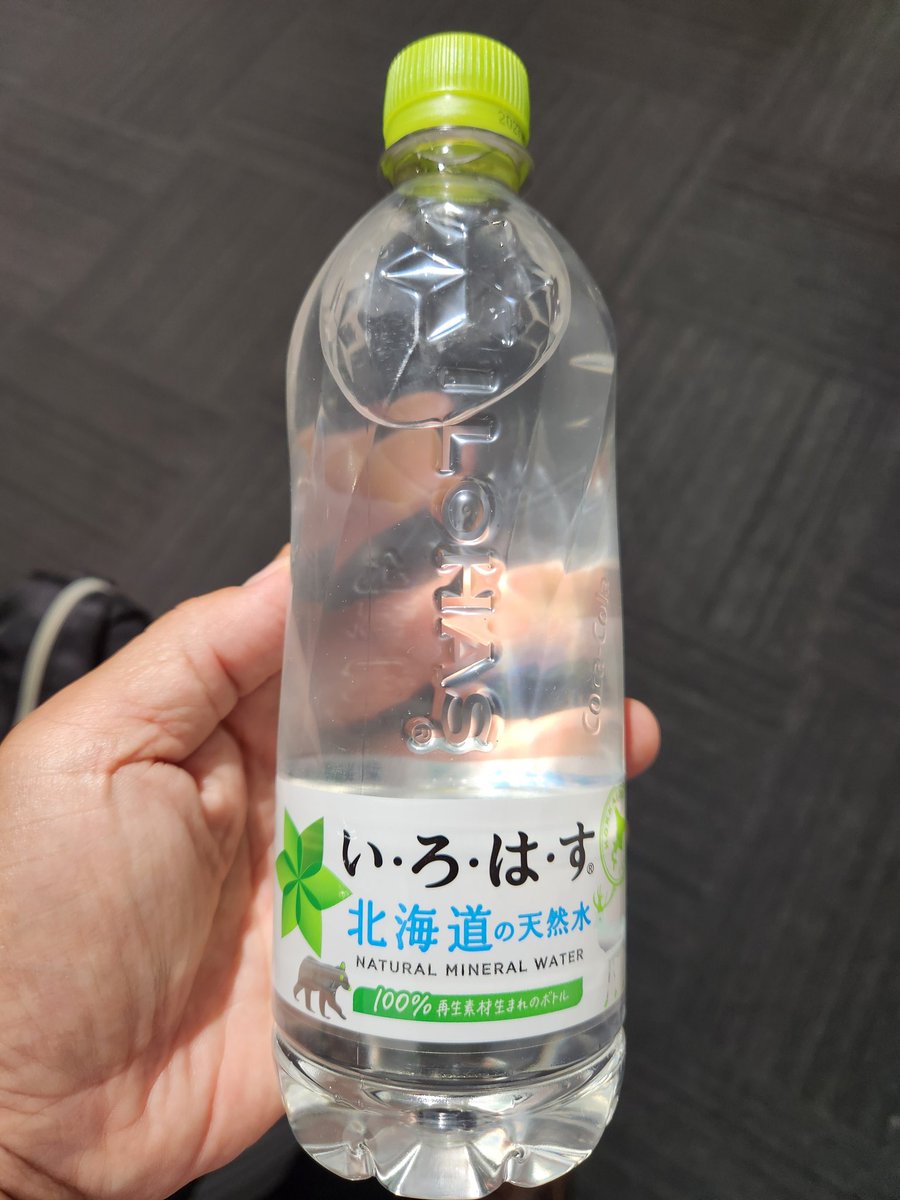 I LOHAS®
Coca-Cola
い・ろ・は・す®
北海道の天然水
NATURAL MINERAL WATER
100%再生素材生まれのボトル